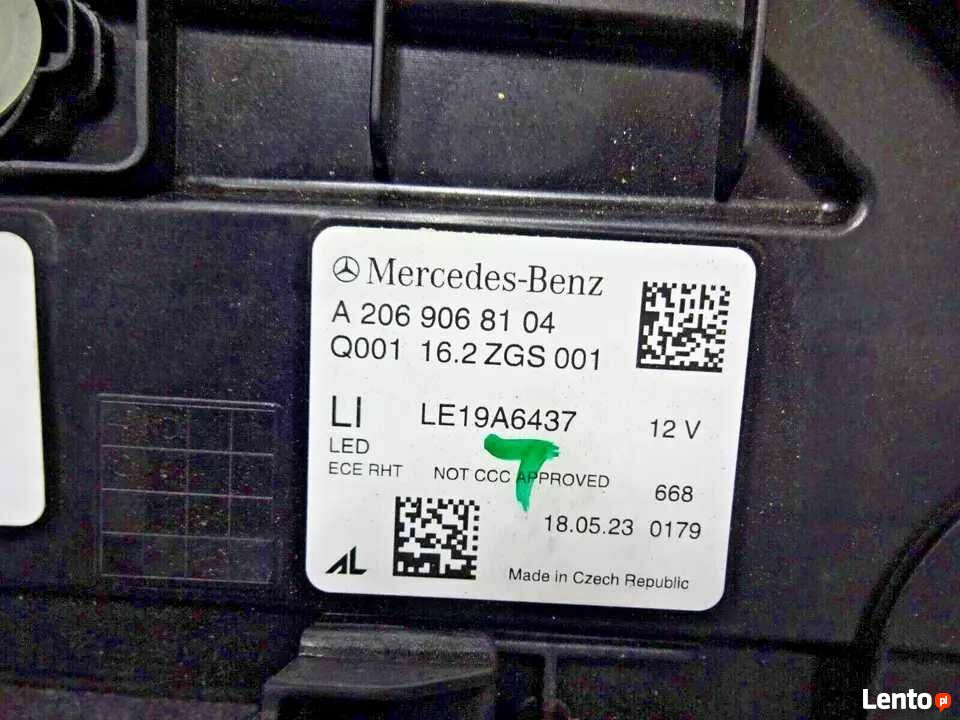 Mercedes-Benz
A 206 906 81 04
Q001 16.2 ZGS 001
LI LE19A6437 12 V
LED
ECE RHT NOT CCC APPROVED
668
18.05.23 0179
AL
Made in Czech Republic
Lento.pl